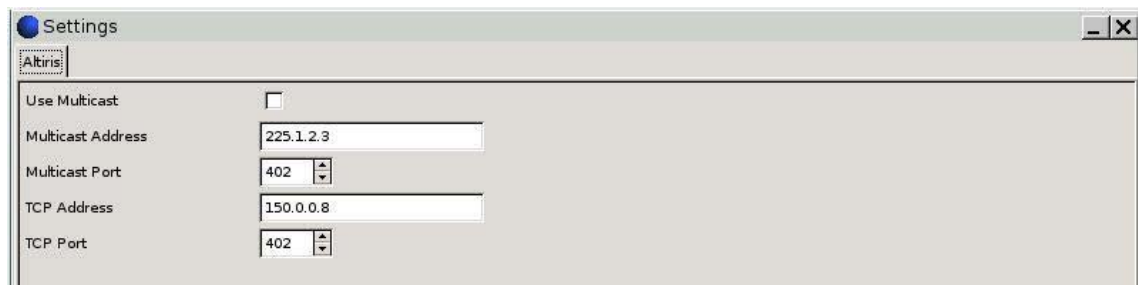 Settings
Altiris
Use Multicast
Multicast Address 225.1.2.3
Multicast Port 402
TCP Address 150.0.0.8
TCP Port 402